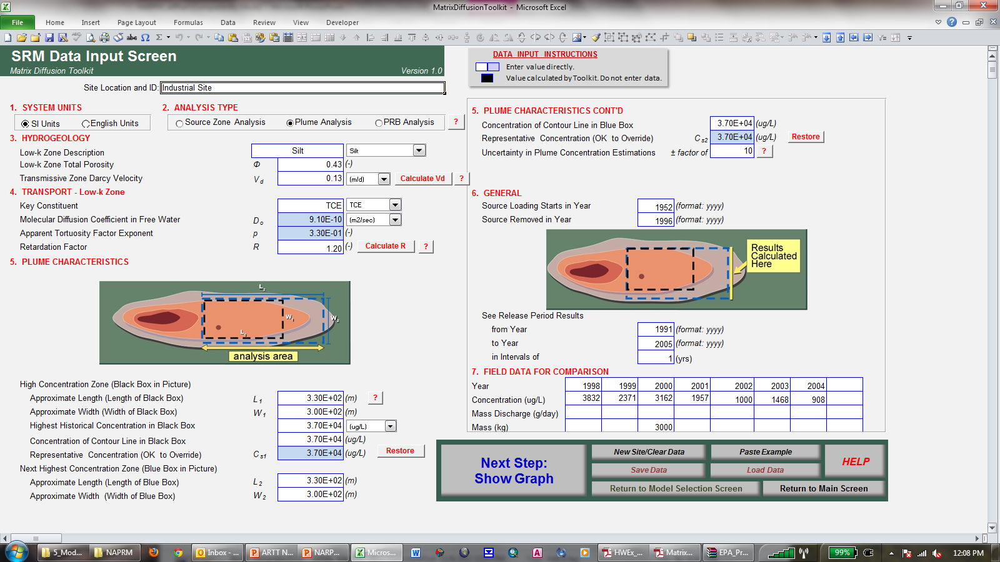 MatrixDiffusionToolkit - Microsoft Excel
File Home Insert Page Layout Formulas Data Review View Developer
SRM Data Input Screen
Matrix Diffusion Toolkit Version 1.0
Site Location and ID: Industrial Site
DATA INPUT INSTRUCTIONS
Enter value directly.
Value calculated by Toolkit. Do not enter data.
1. SYSTEM UNITS
SI Units English Units
2. ANALYSIS TYPE
Source Zone Analysis Plume Analysis PRB Analysis ?
3. HYDROGEOLOGY
Low-k Zone Description Silt Silt
Low-k Zone Total Porosity Φ 0.43 (-)
Transmissive Zone Darcy Velocity V d 0.13 (m/d) Calculate Vd ?
4. TRANSPORT - Low-k Zone
Key Constituent TCE TCE
Molecular Diffusion Coefficient in Free Water D o 9.10E-10 (m2/sec)
Apparent Tortuosity Factor Exponent p 3.30E-01 (-)
Retardation Factor R 1.20 (-) Calculate R ?
5. PLUME CHARACTERISTICS
L2
W1
W2
L1
analysis area
High Concentration Zone (Black Box in Picture)
Approximate Length (Length of Black Box) L 1 3.30E+02 (m) ?
Approximate Width (Width of Black Box) W 1 3.00E+02 (m)
Highest Historical Concentration in Black Box 3.70E+04 (ug/L)
Concentration of Contour Line in Black Box 3.70E+04 (ug/L)
Representative Concentration (OK to Override) C s1 3.70E+04 (ug/L) Restore
Next Highest Concentration Zone (Blue Box in Picture)
Approximate Length (Length of Blue Box) L 2 3.30E+02 (m)
Approximate Width (Width of Blue Box) W 2 3.00E+02 (m)
5. PLUME CHARACTERISTICS CONT'D
Concentration of Contour Line in Blue Box 3.70E+04 (ug/L)
Representative Concentration (OK to Override) C s2 3.70E+04 (ug/L) Restore
Uncertainty in Plume Concentration Estimations ± factor of 10 ?
6. GENERAL
Source Loading Starts in Year 1952 (format: yyyy)
Source Removed in Year 1996 (format: yyyy)
Results
Calculated
Here
See Release Period Results
from Year 1991 (format: yyyy)
to Year 2005 (format: yyyy)
in Intervals of 1 (yrs)
7. FIELD DATA FOR COMPARISON
Year 1998 1999 2000 2001 2002 2003 2004
Concentration (ug/L) 3832 2371 3162 1957 1000 1468 908
Mass Discharge (g/day)
Mass (kg) 3000
Next Step:
Show Graph
New Site/Clear Data Paste Example HELP
Save Data Load Data
Return to Model Selection Screen Return to Main Screen
5_Mod... NAPRM Inbox - ... ARTT N... NARP... Micros... HWEx_... Matrix... EPA_Pr... 99% 12:08 PM